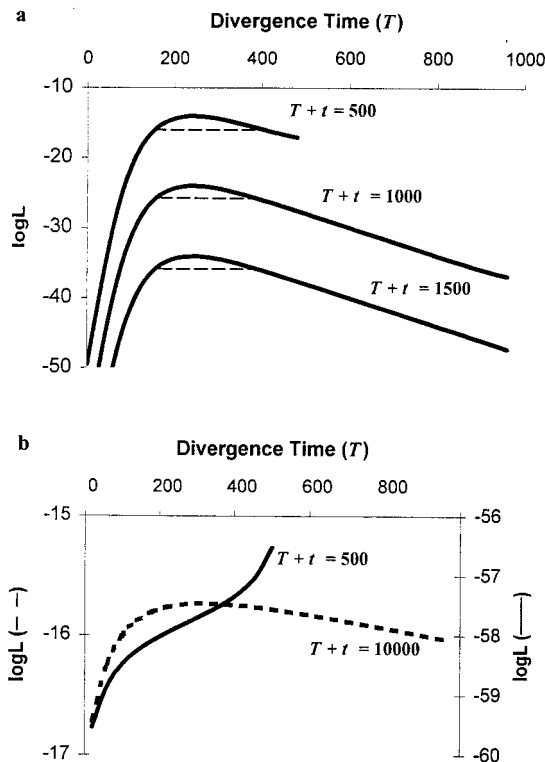 a
Divergence Time (T)
0 200 400 600 800 1000
-10
-20
-30
-40
-50
logL
T + t = 500
T + t = 1000
T + t = 1500
b
Divergence Time (T)
0 200 400 600 800
-15
-16
-17
logL (– –)
-56
-57
-58
-59
-60
logL (—)
T + t = 500
T + t = 10000